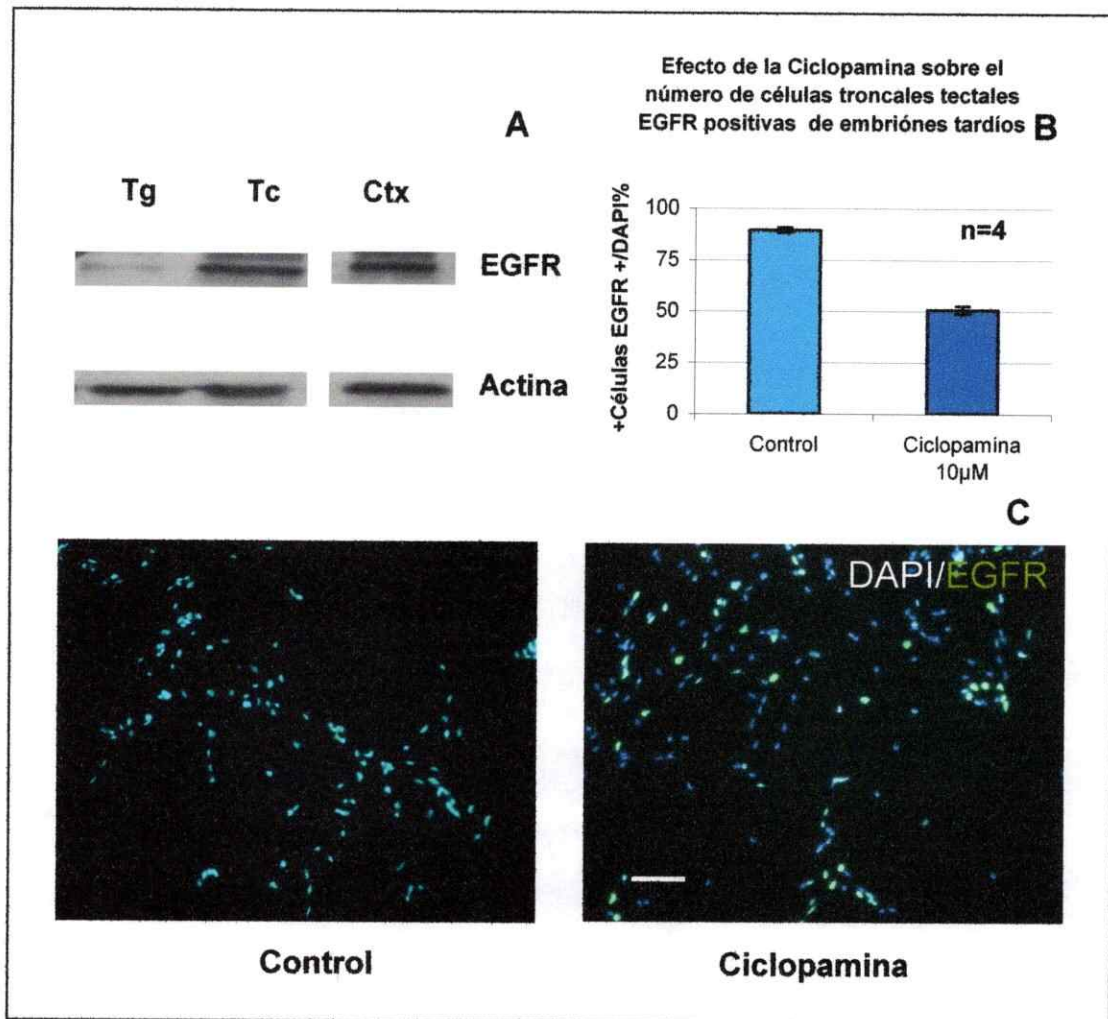 A
Tg Tc Ctx
EGFR
Actina
Efecto de la Ciclopamina sobre el
número de células troncales tectales
EGFR positivas de embriónes tardíos
B
+Células EGFR +/DAPI%
100
75
50
25
0
n=4
Control
Ciclopamina
10µM
C
DAPI/EGFR
Control
Ciclopamina